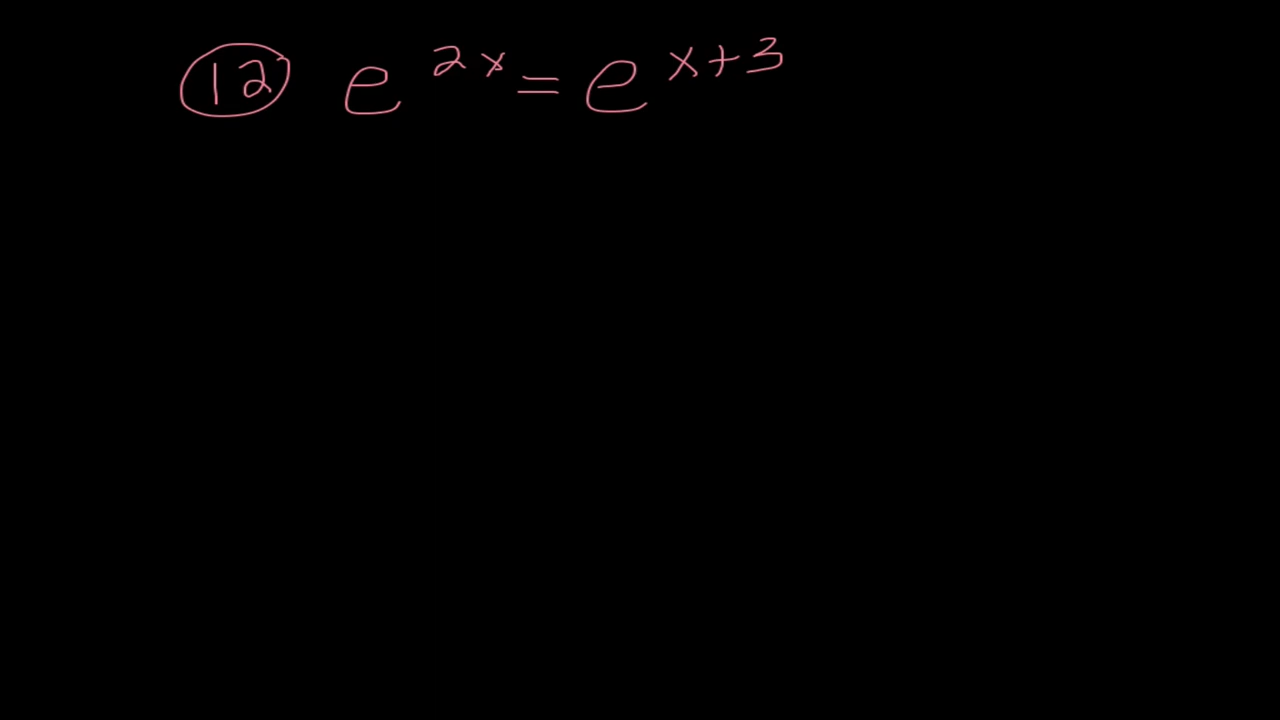 ⑫ e^{2x} = e^{x+3}